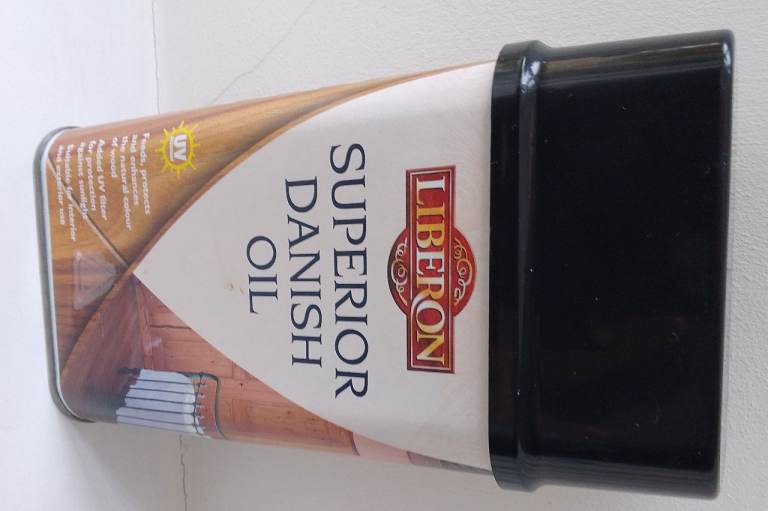 LIBERON
SUPERIOR
DANISH
OIL
UV
Feeds, protects
and enhances
the natural colour
of wood
Added UV filter
for protection
against sunlight
Suitable for interior
and exterior use